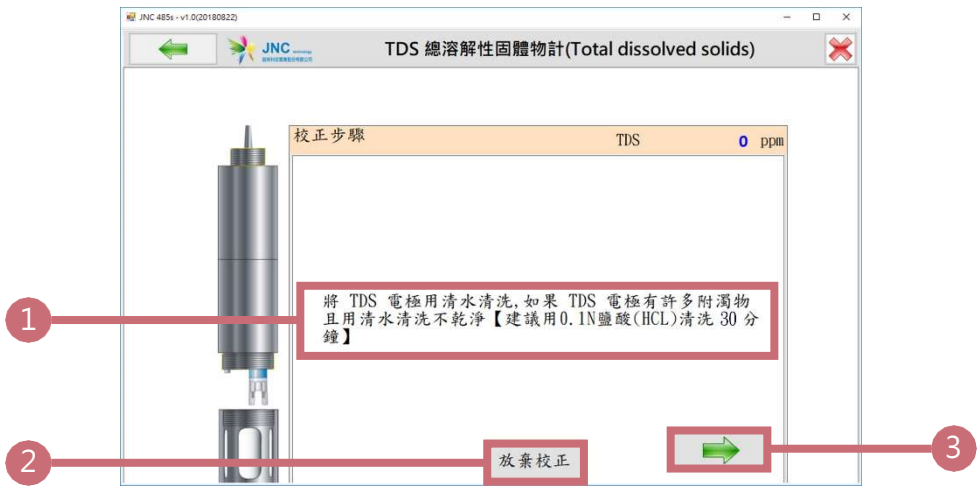 JNC 485s - v1.0(20180822)
JNC technology
TDS 總溶解性固體物計(Total dissolved solids)
校正步驟 TDS 0 ppm
將 TDS 電極用清水清洗,如果 TDS 電極有許多附濁物
且用清水清洗不乾淨【建議用0.1N鹽酸(HCL)清洗 30 分
鐘】
1
放棄校正
2
3